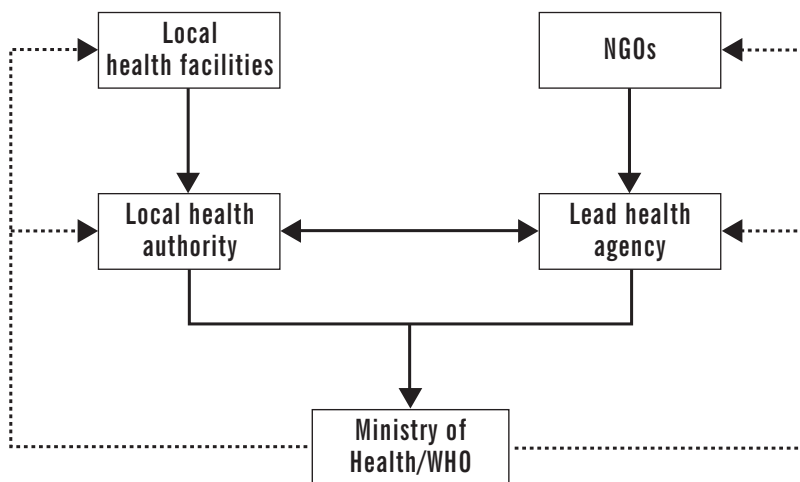 Local
health facilities
NGOs
Local health
authority
Lead health
agency
Ministry of
Health/WHO